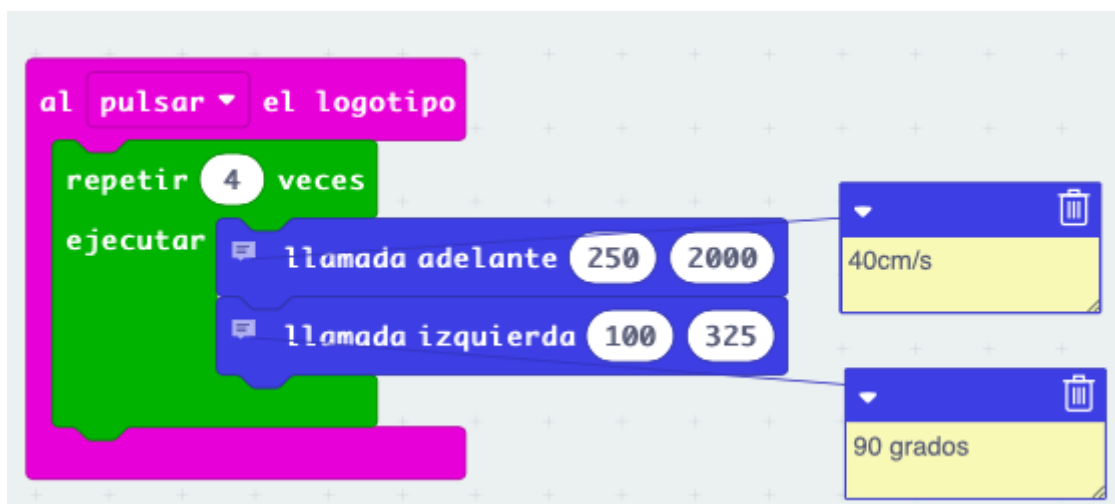 al pulsar el logotipo
repetir 4 veces
ejecutar
llamada adelante 250 2000
40cm/s
llamada izquierda 100 325
90 grados